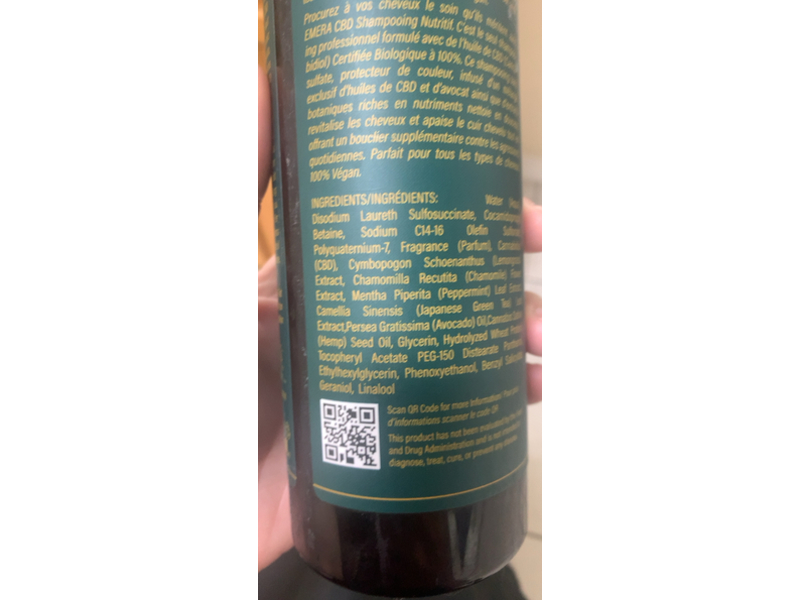 Procurez à vos cheveux le soin qu'ils
EMERA CBD Shampooing Nutritif. C'est le seul
ing professionnel formulé avec de l'huile de CBD
bidiol) Certifiée Biologique à 100%. Ce shampooing
sulfate, protecteur de couleur, infusé d'un
exclusif d'huiles de CBD et d'avocat ainsi que
botaniques riches en nutriments nettoie en
revitalise les cheveux et apaise le cuir chevelu
offrant un bouclier supplémentaire contre les
quotidiennes. Parfait pour tous les types de
100% Végan.
INGREDIENTS/INGRÉDIENTS: Water
Disodium Laureth Sulfosuccinate,
Betaine, Sodium C14-16 Olefin
Polyquaternium-7, Fragrance (Parfum),
(CBD), Cymbopogon Schoenanthus
Extract, Chamomilla Recutita (Chamomile)
Extract, Mentha Piperita (Peppermint) Leaf
Camellia Sinensis (Japanese Green Tea)
Extract,Persea Gratissima (Avocado) Oil,Cannabis
(Hemp) Seed Oil, Glycerin, Hydrolyzed Wheat
Tocopheryl Acetate PEG-150 Distearate
Ethylhexylglycerin, Phenoxyethanol, Benzyl
Geraniol, Linalool
Scan QR Code for more Information!
d'informations scanner le code QR
This product has not been evaluated by
and Drug Administration and is not
diagnose, treat, cure, or prevent any